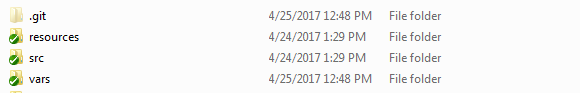 .git 4/25/2017 12:48 PM File folder
resources 4/24/2017 1:29 PM File folder
src 4/24/2017 1:29 PM File folder
vars 4/25/2017 12:48 PM File folder